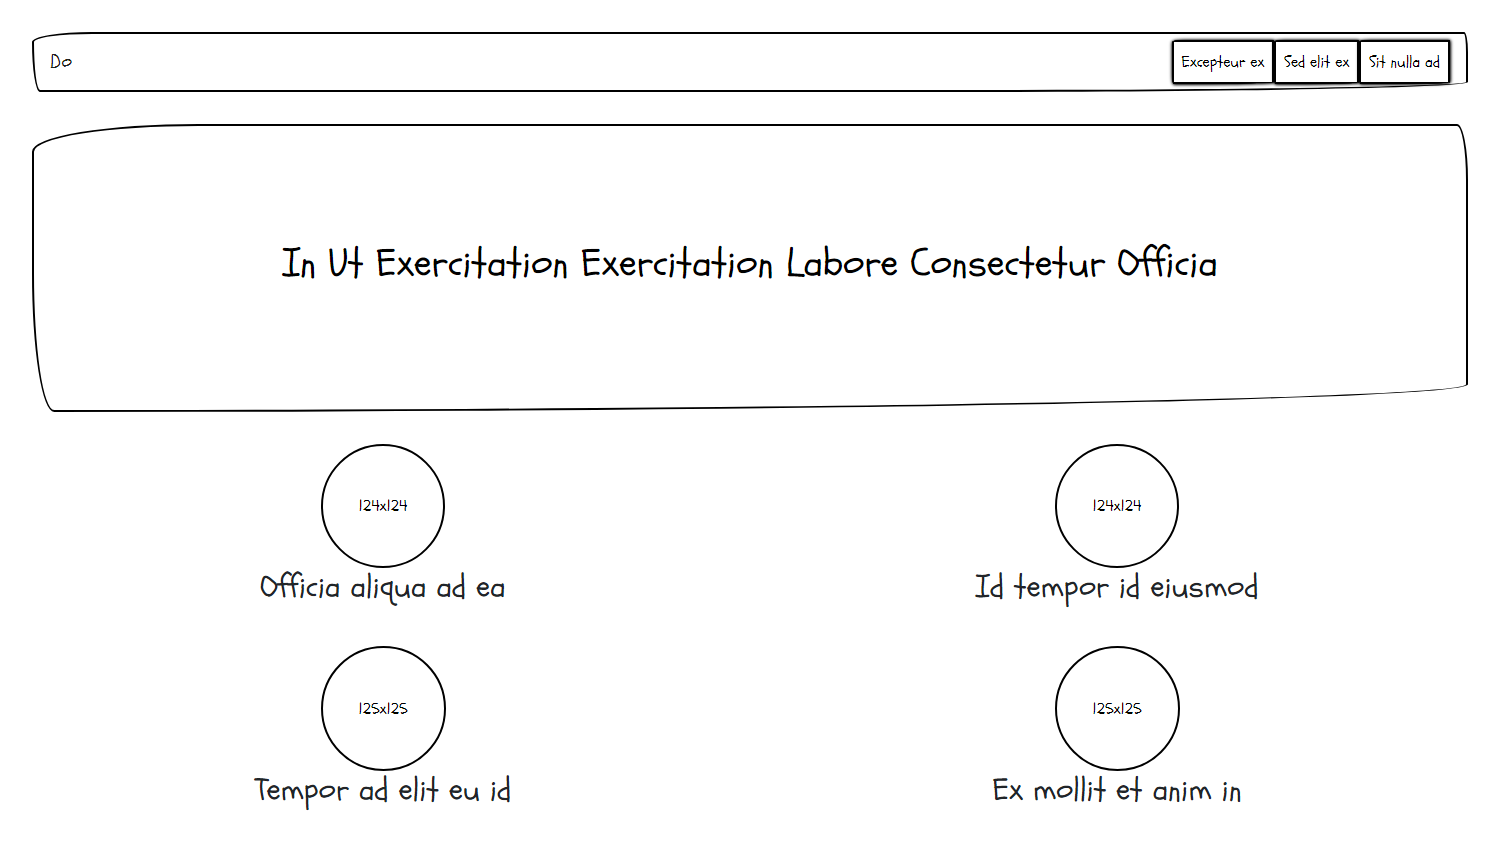 Do
Excepteur ex
Sed elit ex
Sit nulla ad
In Ut Exercitation Exercitation Labore Consectetur Officia
124x124
124x124
Officia aliqua ad ea
Id tempor id eiusmod
125x125
125x125
Tempor ad elit eu id
Ex mollit et anim in